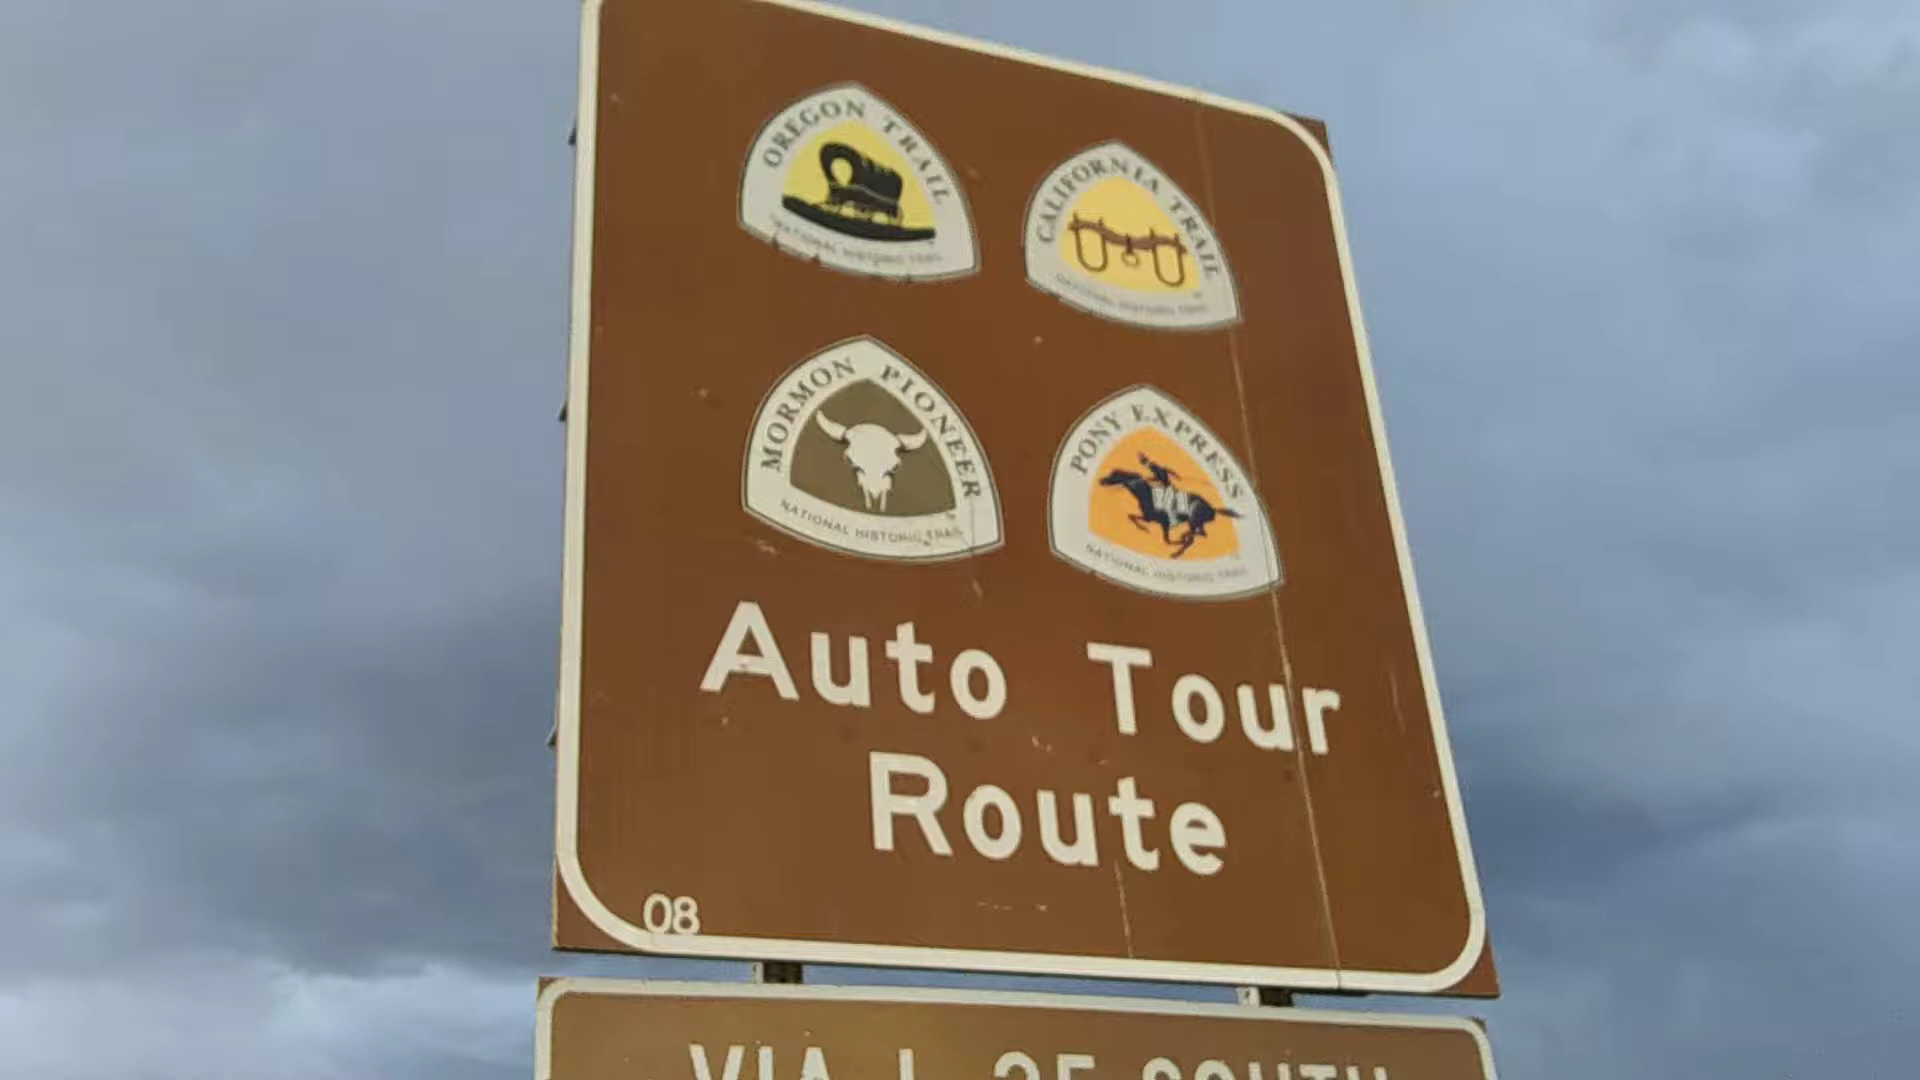 OREGON TRAIL
NATIONAL HISTORIC TRAIL
CALIFORNIA TRAIL
NATIONAL HISTORIC TRAIL
MORMON PIONEER
NATIONAL HISTORIC TRAIL
PONY EXPRESS
NATIONAL HISTORIC TRAIL
Auto Tour
Route
08
VIA I-25 SOUTH